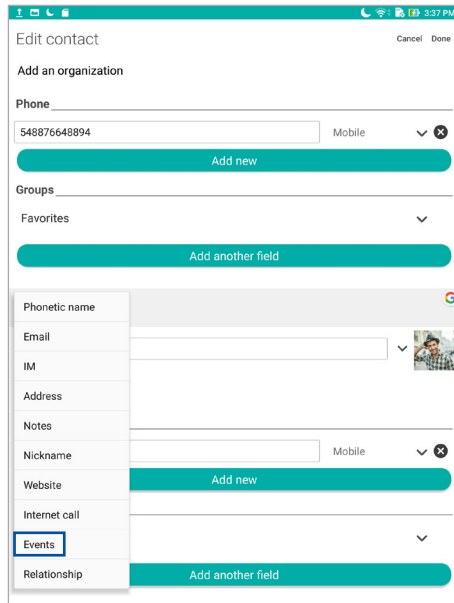 3:37 PM
Edit contact
Cancel Done
Add an organization
Phone
548876648894 Mobile
Add new
Groups
Favorites
Add another field
Phonetic name
Email
IM
Address
Notes
Nickname
Mobile
Website
Add new
Internet call
Events
Relationship
Add another field